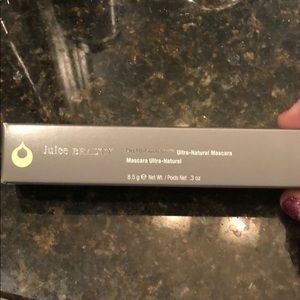 juice BEAUTY
Ultra-Natural Mascara
Mascara Ultra-Naturel
8.5 g ℮ Net Wt. / Poids Net .3 oz